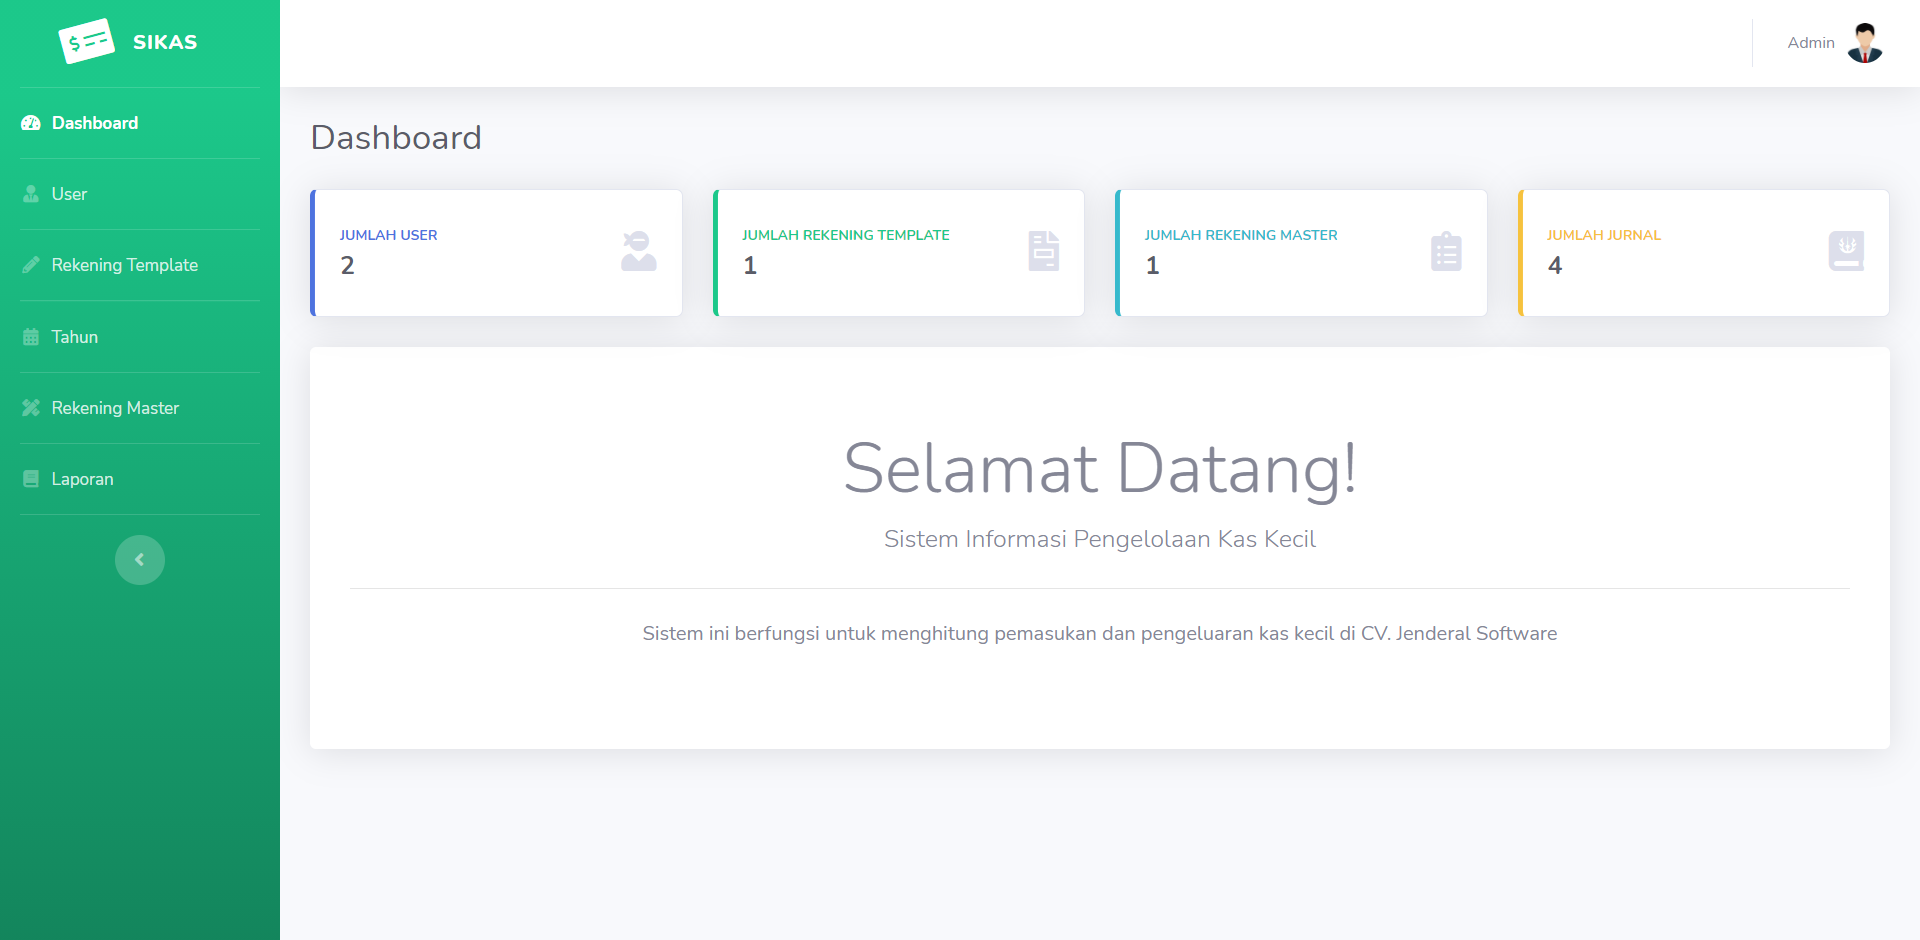 SIKAS
Admin
Dashboard
User
Rekening Template
Tahun
Rekening Master
Laporan
Dashboard
JUMLAH USER
2
JUMLAH REKENING TEMPLATE
1
JUMLAH REKENING MASTER
1
JUMLAH JURNAL
4
Selamat Datang!
Sistem Informasi Pengelolaan Kas Kecil
Sistem ini berfungsi untuk menghitung pemasukan dan pengeluaran kas kecil di CV. Jenderal Software